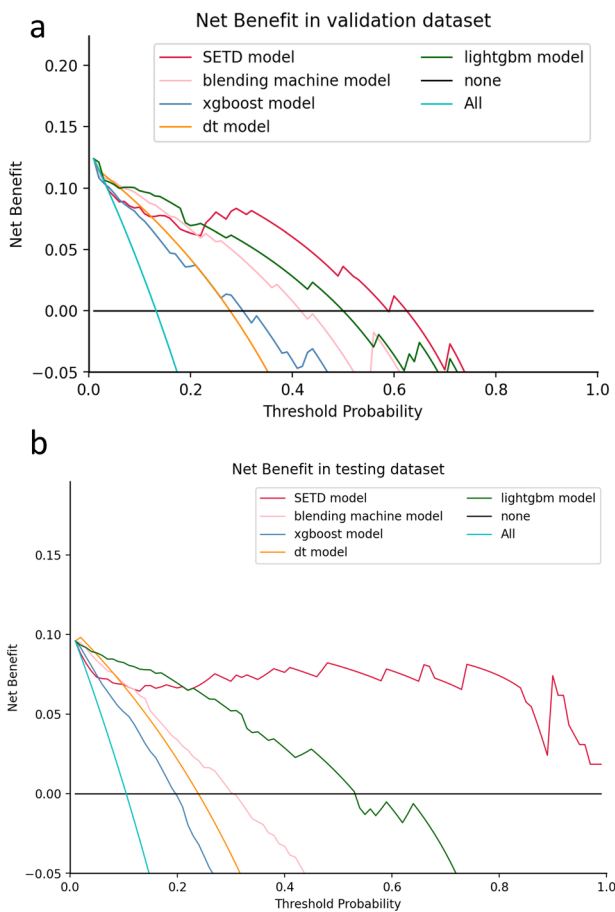 a
Net Benefit in validation dataset
SETD model
blending machine model
xgboost model
dt model
lightgbm model
none
All
Net Benefit
0.20
0.15
0.10
0.05
0.00
−0.05
0.0 0.2 0.4 0.6 0.8 1.0
Threshold Probability
b
Net Benefit in testing dataset
SETD model
blending machine model
xgboost model
dt model
lightgbm model
none
All
Net Benefit
0.15
0.10
0.05
0.00
−0.05
0.0 0.2 0.4 0.6 0.8 1.0
Threshold Probability